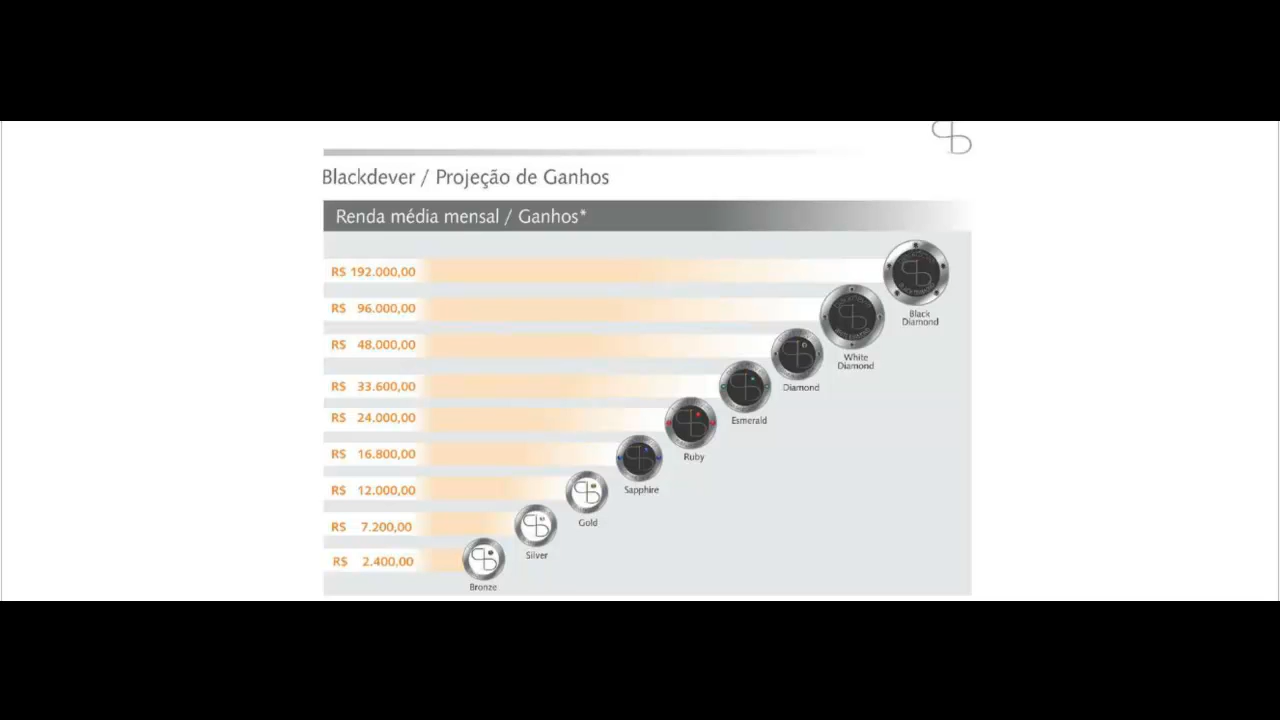 Blackdever / Projeção de Ganhos
Renda média mensal / Ganhos*
R$ 192.000,00
Black
Diamond
R$ 96.000,00
White
Diamond
R$ 48.000,00
Diamond
R$ 33.600,00
Esmerald
R$ 24.000,00
Ruby
R$ 16.800,00
Sapphire
R$ 12.000,00
Gold
R$ 7.200,00
Silver
R$ 2.400,00
Bronze